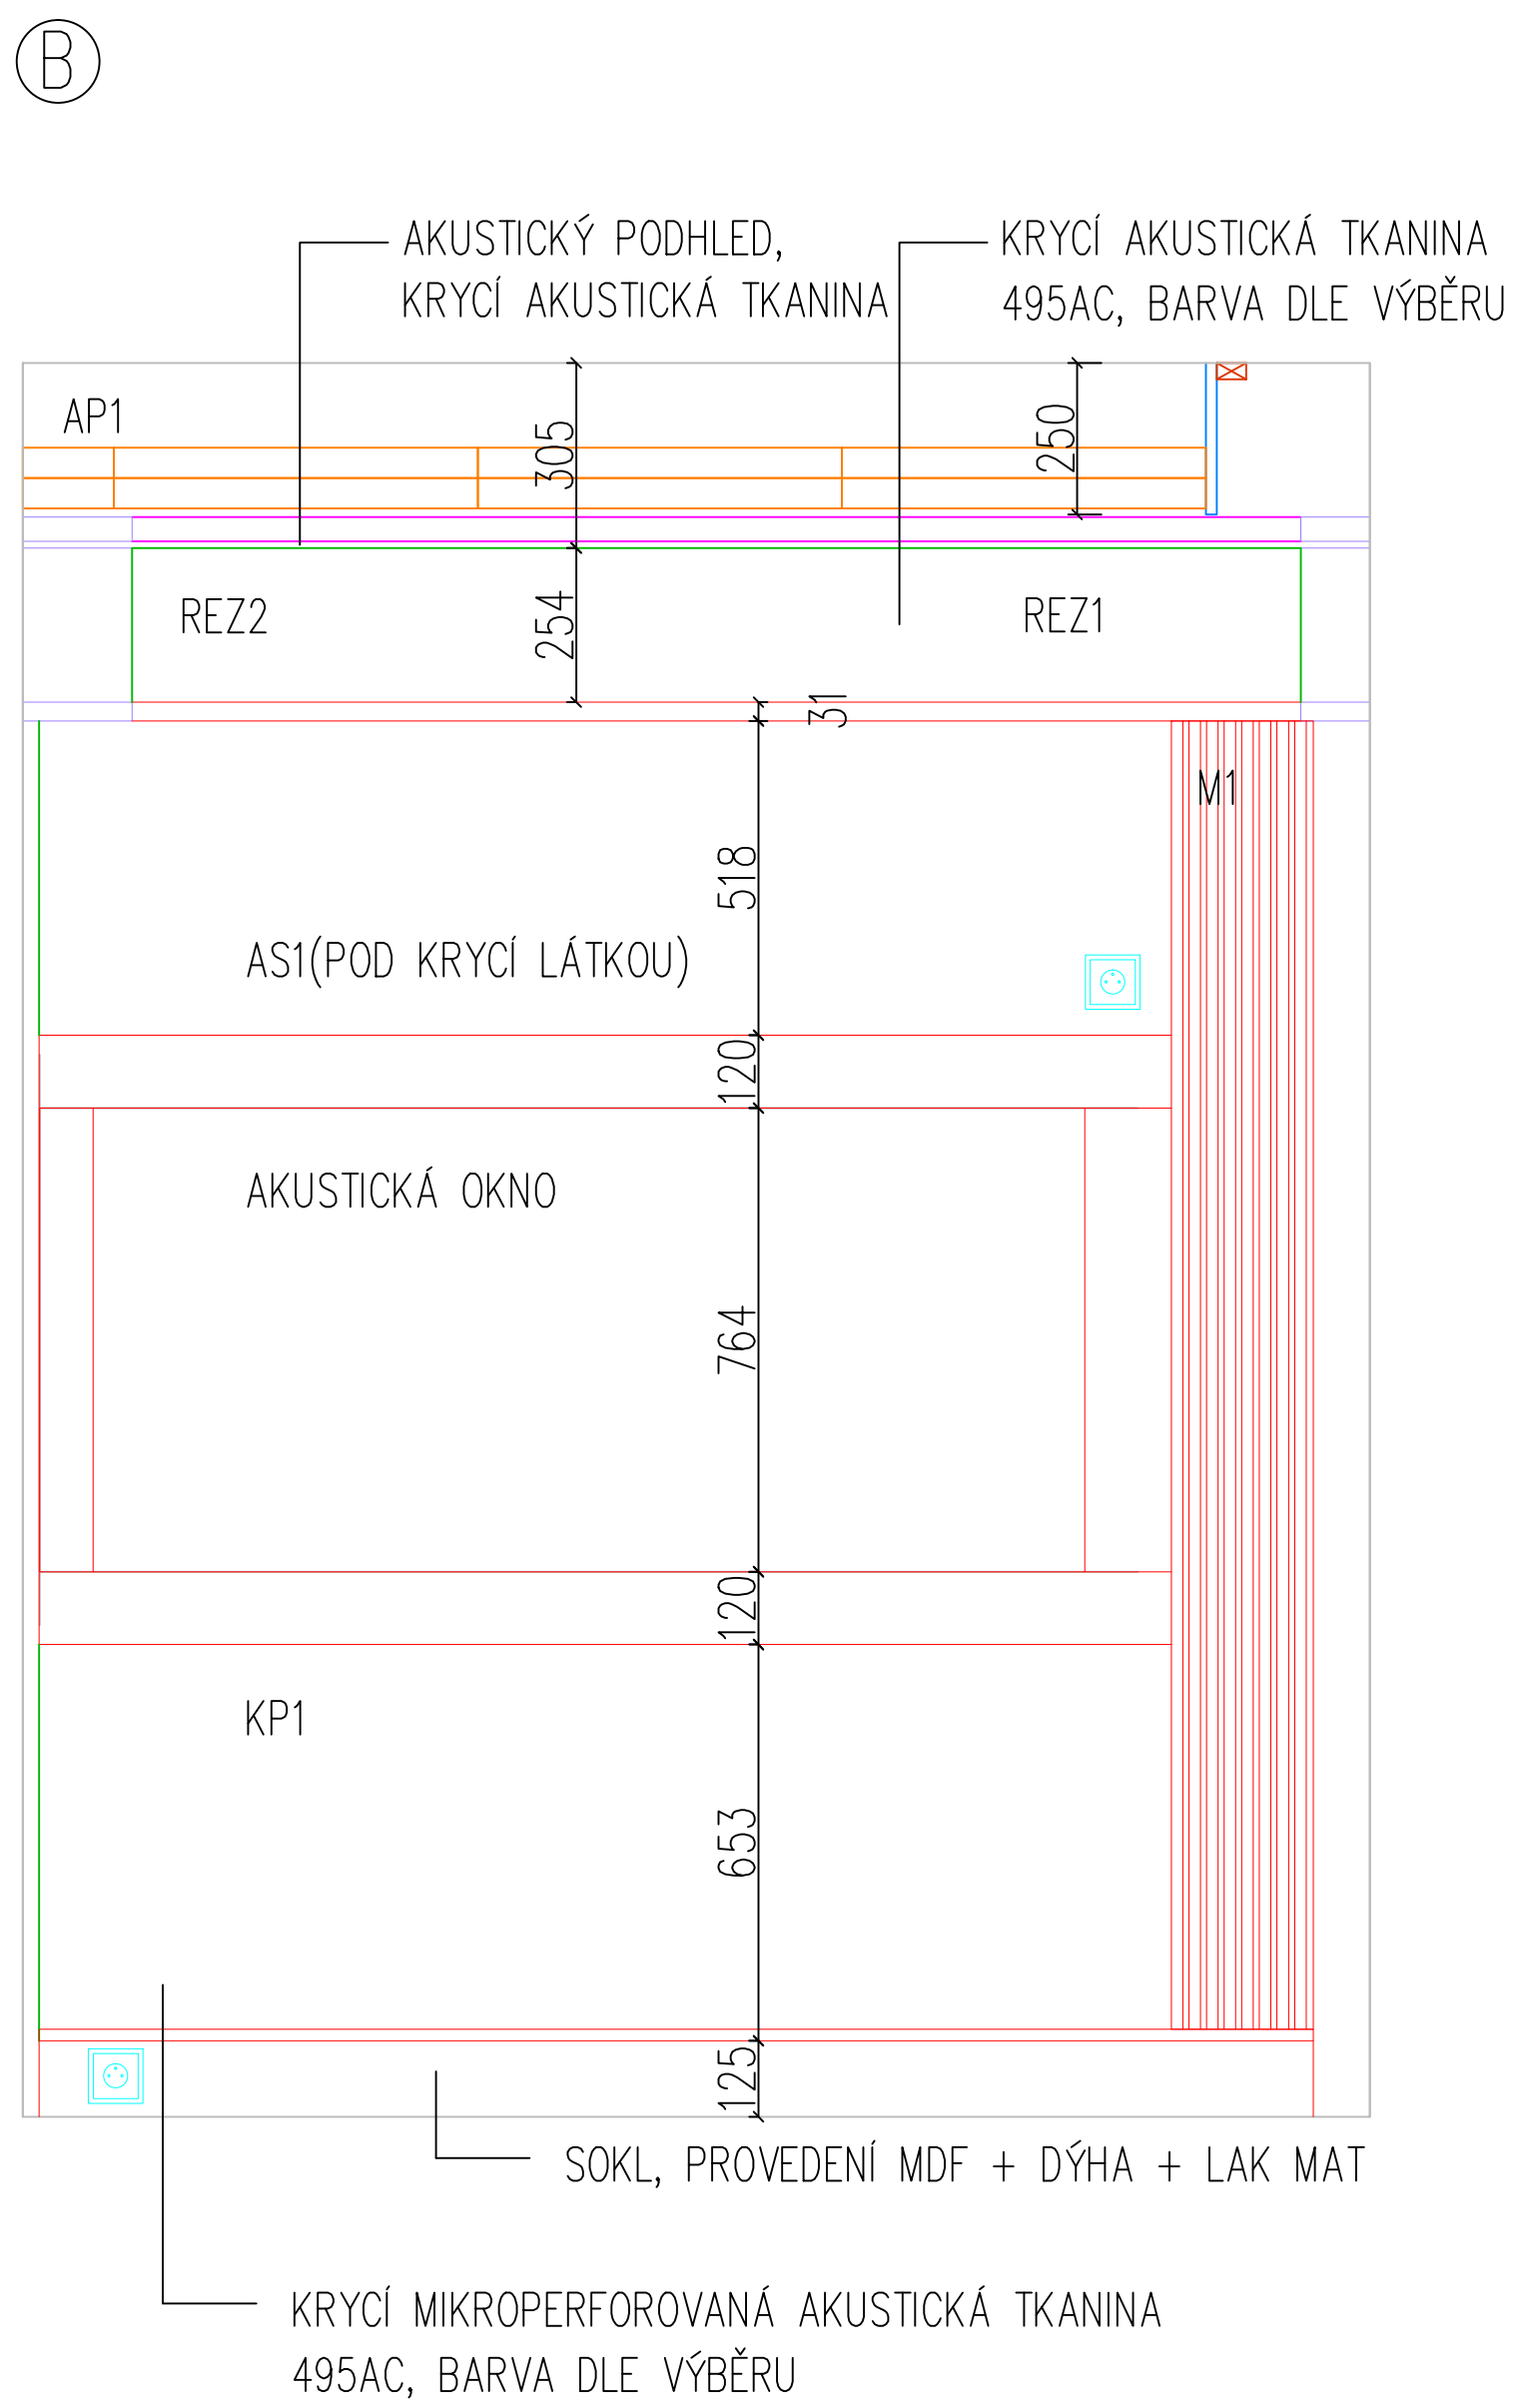 B
AKUSTICKÝ PODHLED,
KRYCÍ AKUSTICKÁ TKANINA
KRYCÍ AKUSTICKÁ TKANINA
495AC, BARVA DLE VÝBĚRU
AP1
305
250
REZ2
254
REZ1
31
M1
518
AS1(POD KRYCÍ LÁTKOU)
120
AKUSTICKÁ OKNO
764
120
KP1
653
125
SOKL, PROVEDENÍ MDF + DÝHA + LAK MAT
KRYCÍ MIKROPERFOROVANÁ AKUSTICKÁ TKANINA
495AC, BARVA DLE VÝBĚRU